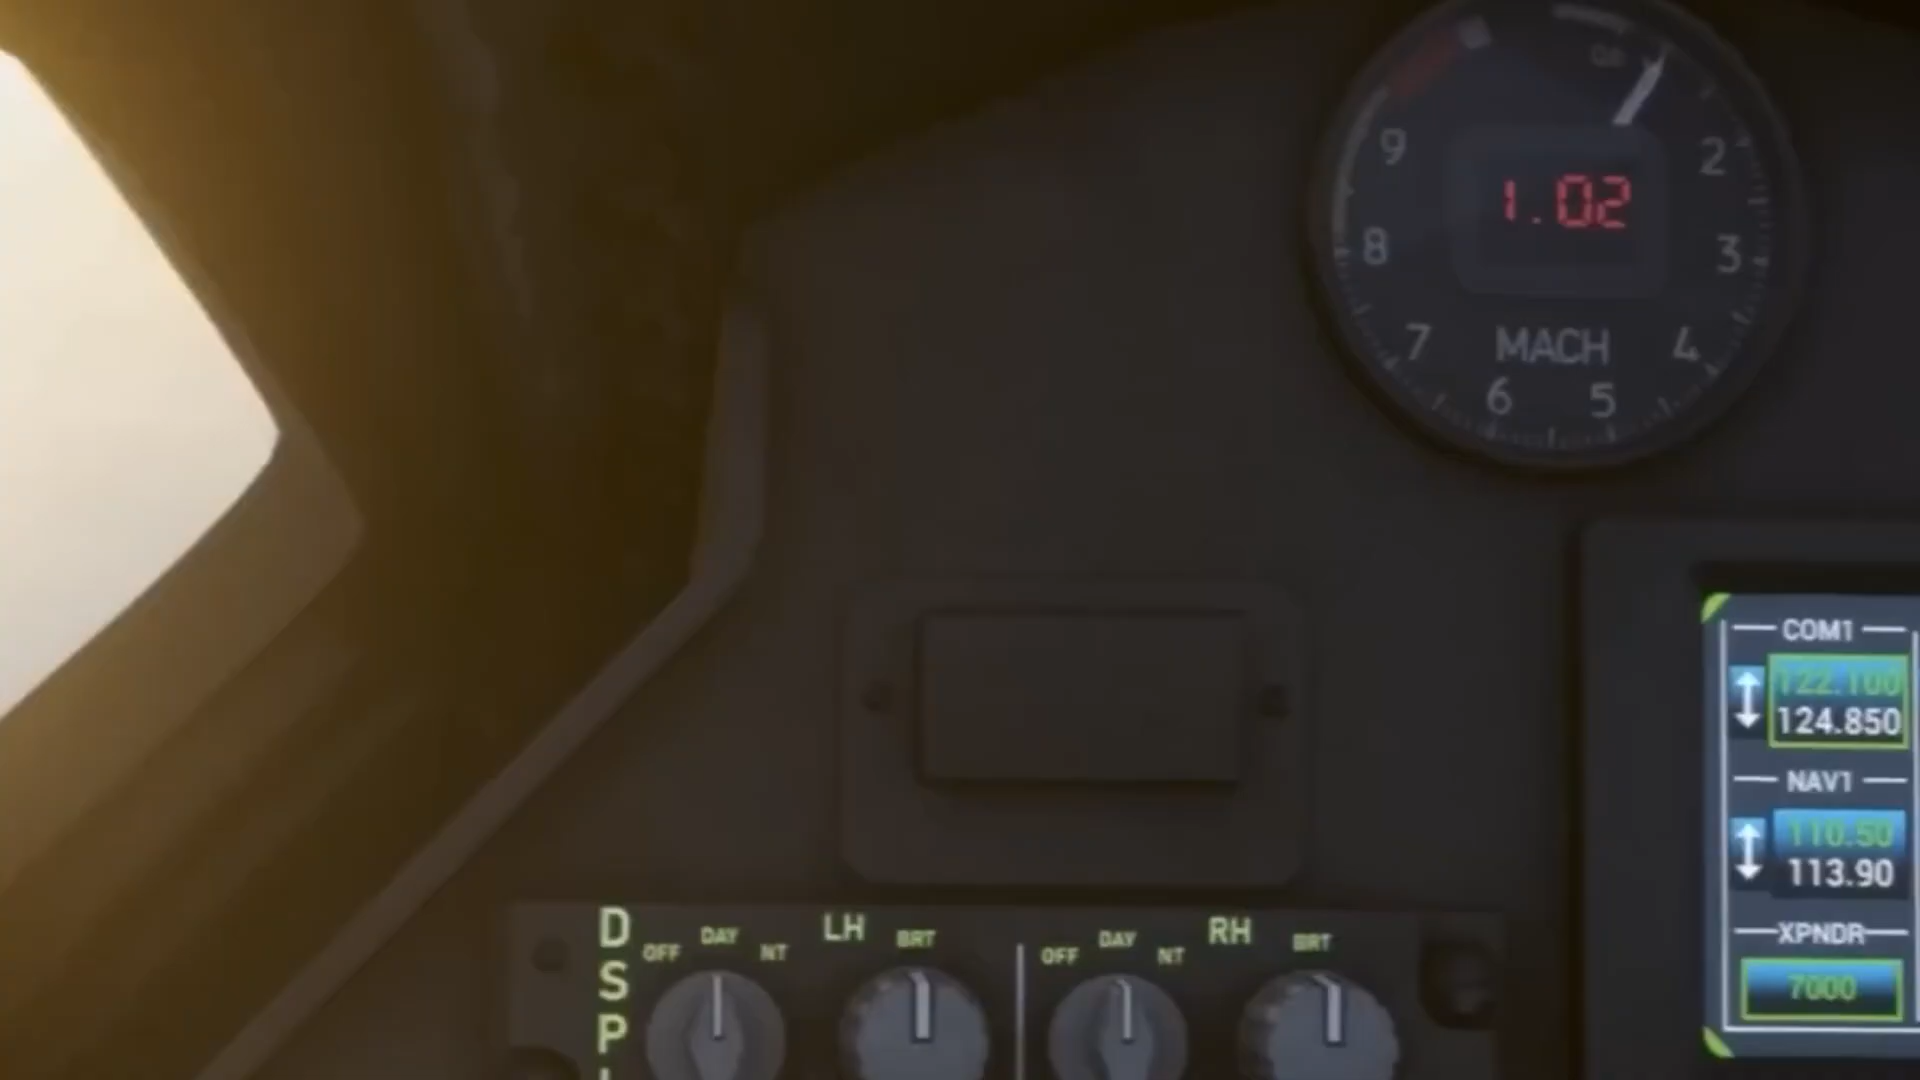 9
2
1.02
8
3
7
MACH
4
6
5
COM1
122.100
124.850
NAV1
110.50
113.90
XPNDR
7000
D
S
P
OFF
DAY
NT
LH
BRT
OFF
DAY
NT
RH
BRT